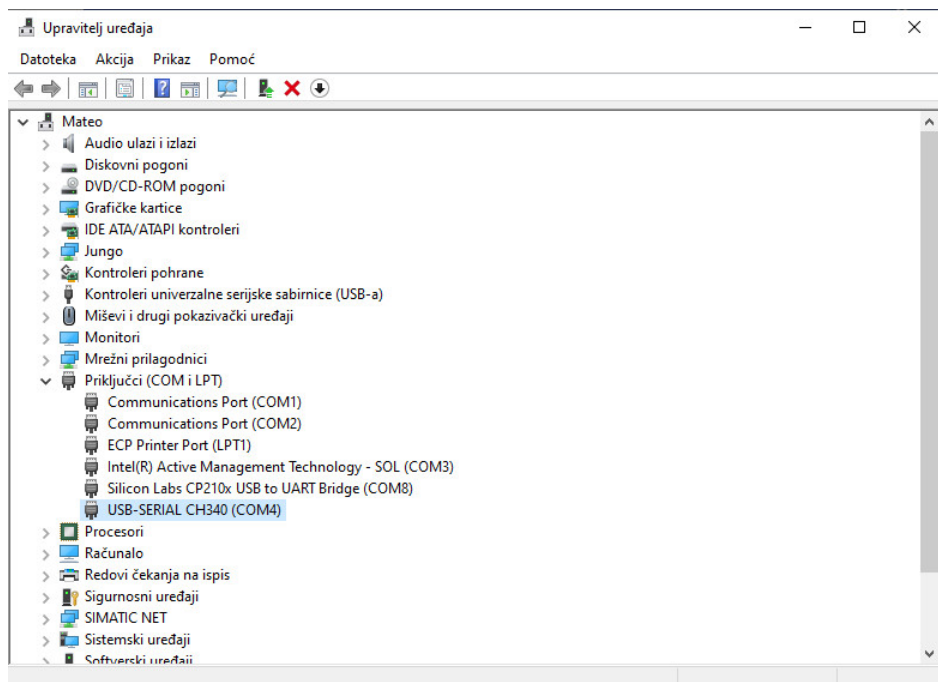 Upravitelj uređaja
Datoteka Akcija Prikaz Pomoć
Mateo
Audio ulazi i izlazi
Diskovni pogoni
DVD/CD-ROM pogoni
Grafičke kartice
IDE ATA/ATAPI kontroleri
Jungo
Kontroleri pohrane
Kontroleri univerzalne serijske sabirnice (USB-a)
Miševi i drugi pokazivački uređaji
Monitori
Mrežni prilagodnici
Priključci (COM i LPT)
Communications Port (COM1)
Communications Port (COM2)
ECP Printer Port (LPT1)
Intel(R) Active Management Technology - SOL (COM3)
Silicon Labs CP210x USB to UART Bridge (COM8)
USB-SERIAL CH340 (COM4)
Procesori
Računalo
Redovi čekanja na ispis
Sigurnosni uređaji
SIMATIC NET
Sistemski uređaji
Softverski uređaji